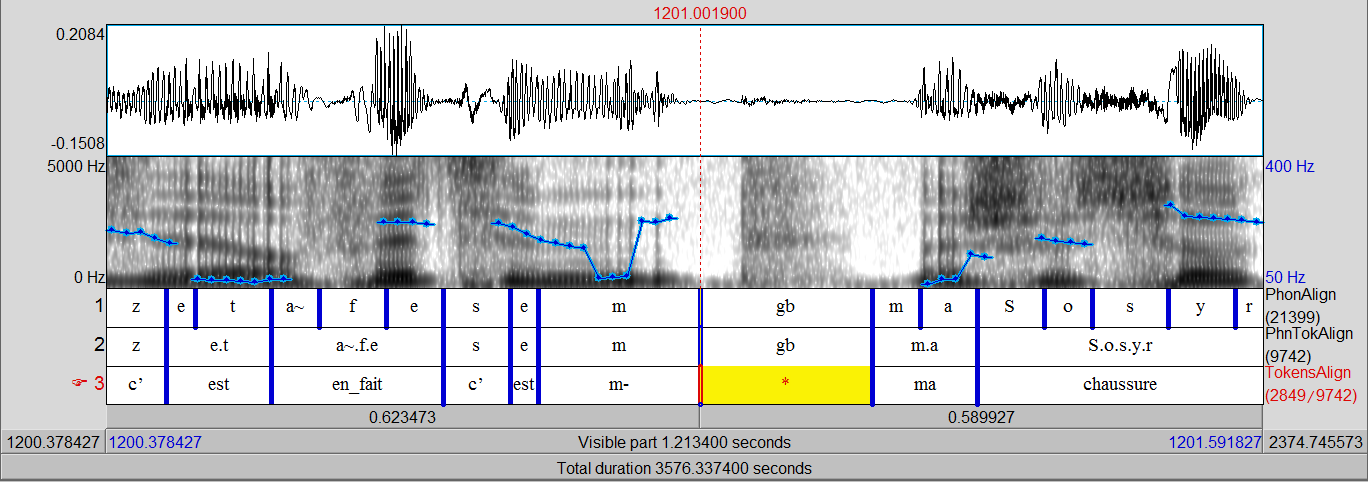 1201.001900
0.2084
-0.1508
5000 Hz 400 Hz
0 Hz 50 Hz
1 z e t a~ f e s e m gb m a S o s y r PhonAlign (21399)
2 z e.t a~.f.e s e m gb m.a S.o.s.y.r PhnTokAlign (9742)
☞ 3 c’ est en_fait c’ est m- * ma chaussure TokensAlign (2849/9742)
0.623473 0.589927
1200.378427 1200.378427 Visible part 1.213400 seconds 1201.591827 2374.745573
Total duration 3576.337400 seconds